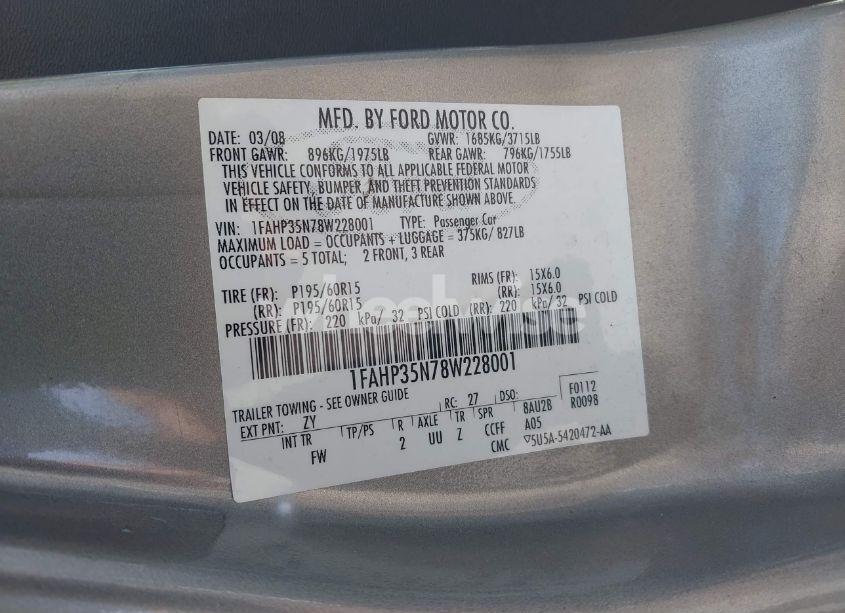 MFD. BY FORD MOTOR CO.
DATE: 03/08 GVWR: 1685KG/3715LB
FRONT GAWR: 896KG/1975LB REAR GAWR: 796KG/1755LB
THIS VEHICLE CONFORMS TO ALL APPLICABLE FEDERAL MOTOR
VEHICLE SAFETY, BUMPER, AND THEFT PREVENTION STANDARDS
IN EFFECT ON THE DATE OF MANUFACTURE SHOWN ABOVE.
VIN: 1FAHP35N78W228001 TYPE: Passenger Car
MAXIMUM LOAD = OCCUPANTS + LUGGAGE = 375KG/ 827LB
OCCUPANTS = 5 TOTAL; 2 FRONT, 3 REAR
TIRE (FR): P195/60R15 RIMS (FR): 15X6.0
(RR): P195/60R15 (RR): 15X6.0
PRESSURE (FR): 220 kPa/ 32 PSI COLD (RR): 220 kPa/ 32 PSI COLD
1FAHP35N78W228001
TRAILER TOWING - SEE OWNER GUIDE RC: 27 DSO: F0112
EXT PNT: ZY R0098
INT TR TP/PS R AXLE TR SPR BAU2B
FW 2 UU Z CCFF A05
CMC ▽5U5A-5420472-AA